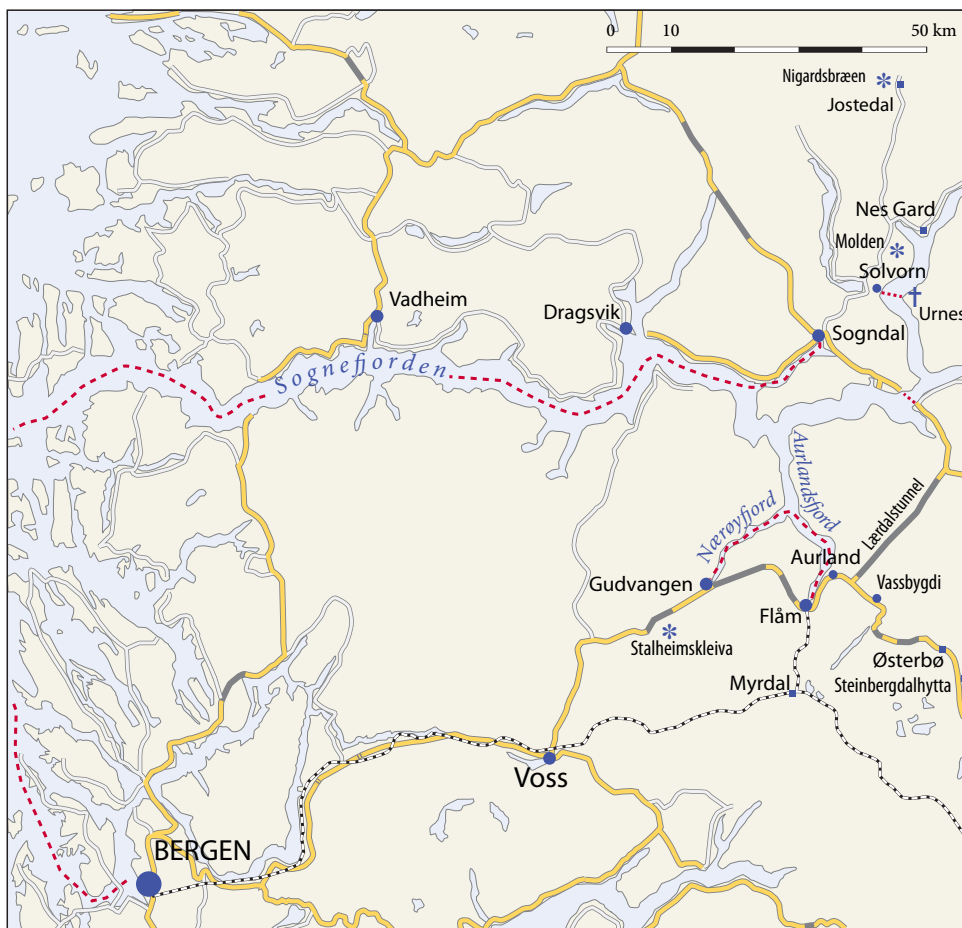 0 10 50 km
Nigardsbræen
Jostedal
Nes Gard
Molden
Solvorn
Urnes
Vadheim
Dragsvik
Sogndal
Sognefjorden
Aurlandsfjord
Nærøyfjord
Lærdalstunnel
Aurland
Gudvangen
Vassbygdi
Flåm
Stalheimskleiva
Østerbø
Myrdal
Steinbergdalhytta
Voss
BERGEN